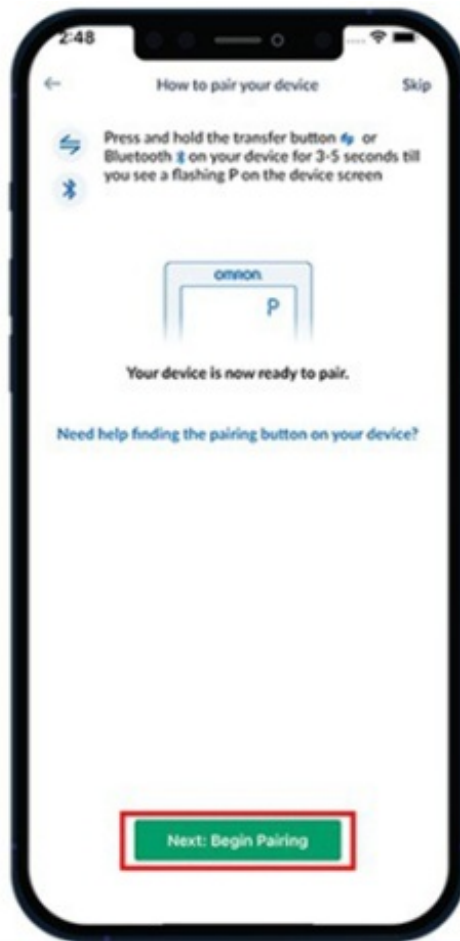 2:48
How to pair your device
Skip
Press and hold the transfer button or
Bluetooth on your device for 3-5 seconds till
you see a flashing P on the device screen
OMRON
P
Your device is now ready to pair.
Need help finding the pairing button on your device?
Next: Begin Pairing